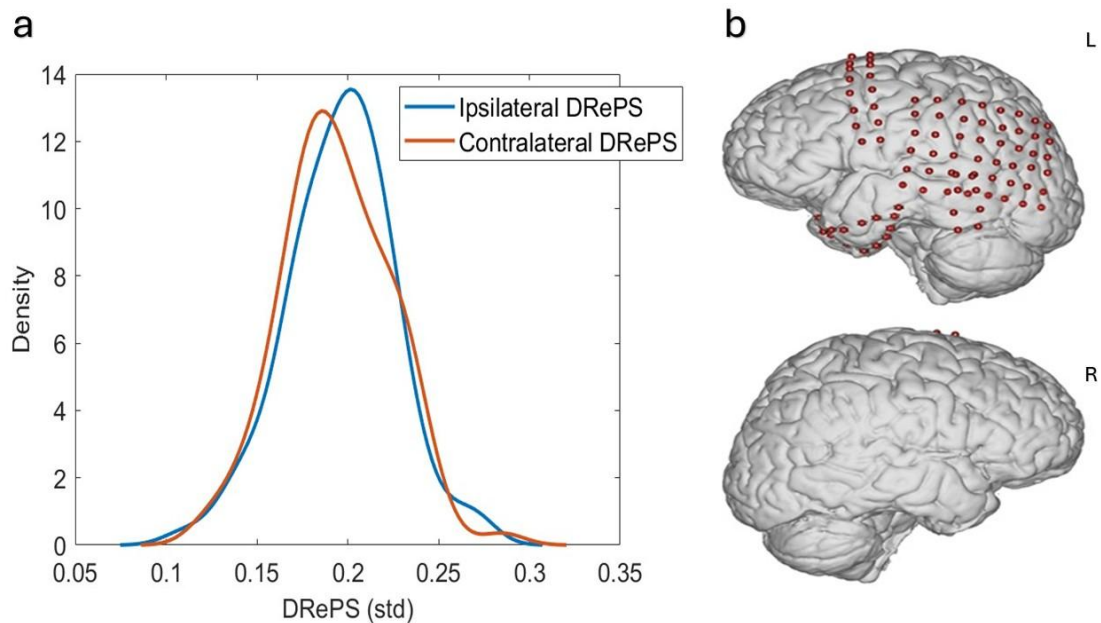 a
b
L
14
12
10
8
6
4
2
0
Density
Ipsilateral DRePS
Contralateral DRePS
0.05 0.1 0.15 0.2 0.25 0.3 0.35
DRePS (std)
R